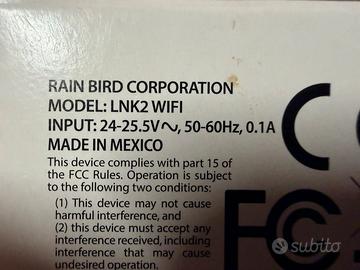 RAIN BIRD CORPORATION
MODEL: LNK2 WIFI
INPUT: 24-25.5V∿, 50-60Hz, 0.1A
MADE IN MEXICO
This device complies with part 15 of
the FCC Rules. Operation is subject
to the following two conditions:
(1) This device may not cause
harmful interference, and
(2) this device must accept any
interference received, including
interference that may cause
undesired operation.
FC
subito